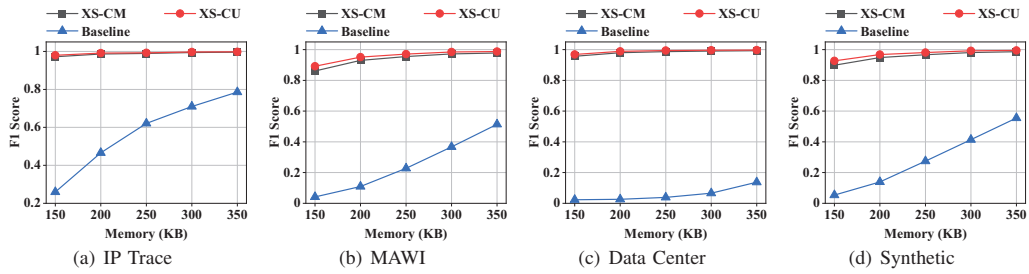 XS-CM XS-CU
Baseline
F1 Score
1
0.8
0.6
0.4
0.2
150 200 250 300 350
Memory (KB)
(a) IP Trace
XS-CM XS-CU
Baseline
F1 Score
1
0.8
0.6
0.4
0.2
0
150 200 250 300 350
Memory (KB)
(b) MAWI
XS-CM XS-CU
Baseline
F1 Score
1
0.8
0.6
0.4
0.2
0
150 200 250 300 350
Memory (KB)
(c) Data Center
XS-CM XS-CU
Baseline
F1 Score
1
0.8
0.6
0.4
0.2
0
150 200 250 300 350
Memory (KB)
(d) Synthetic